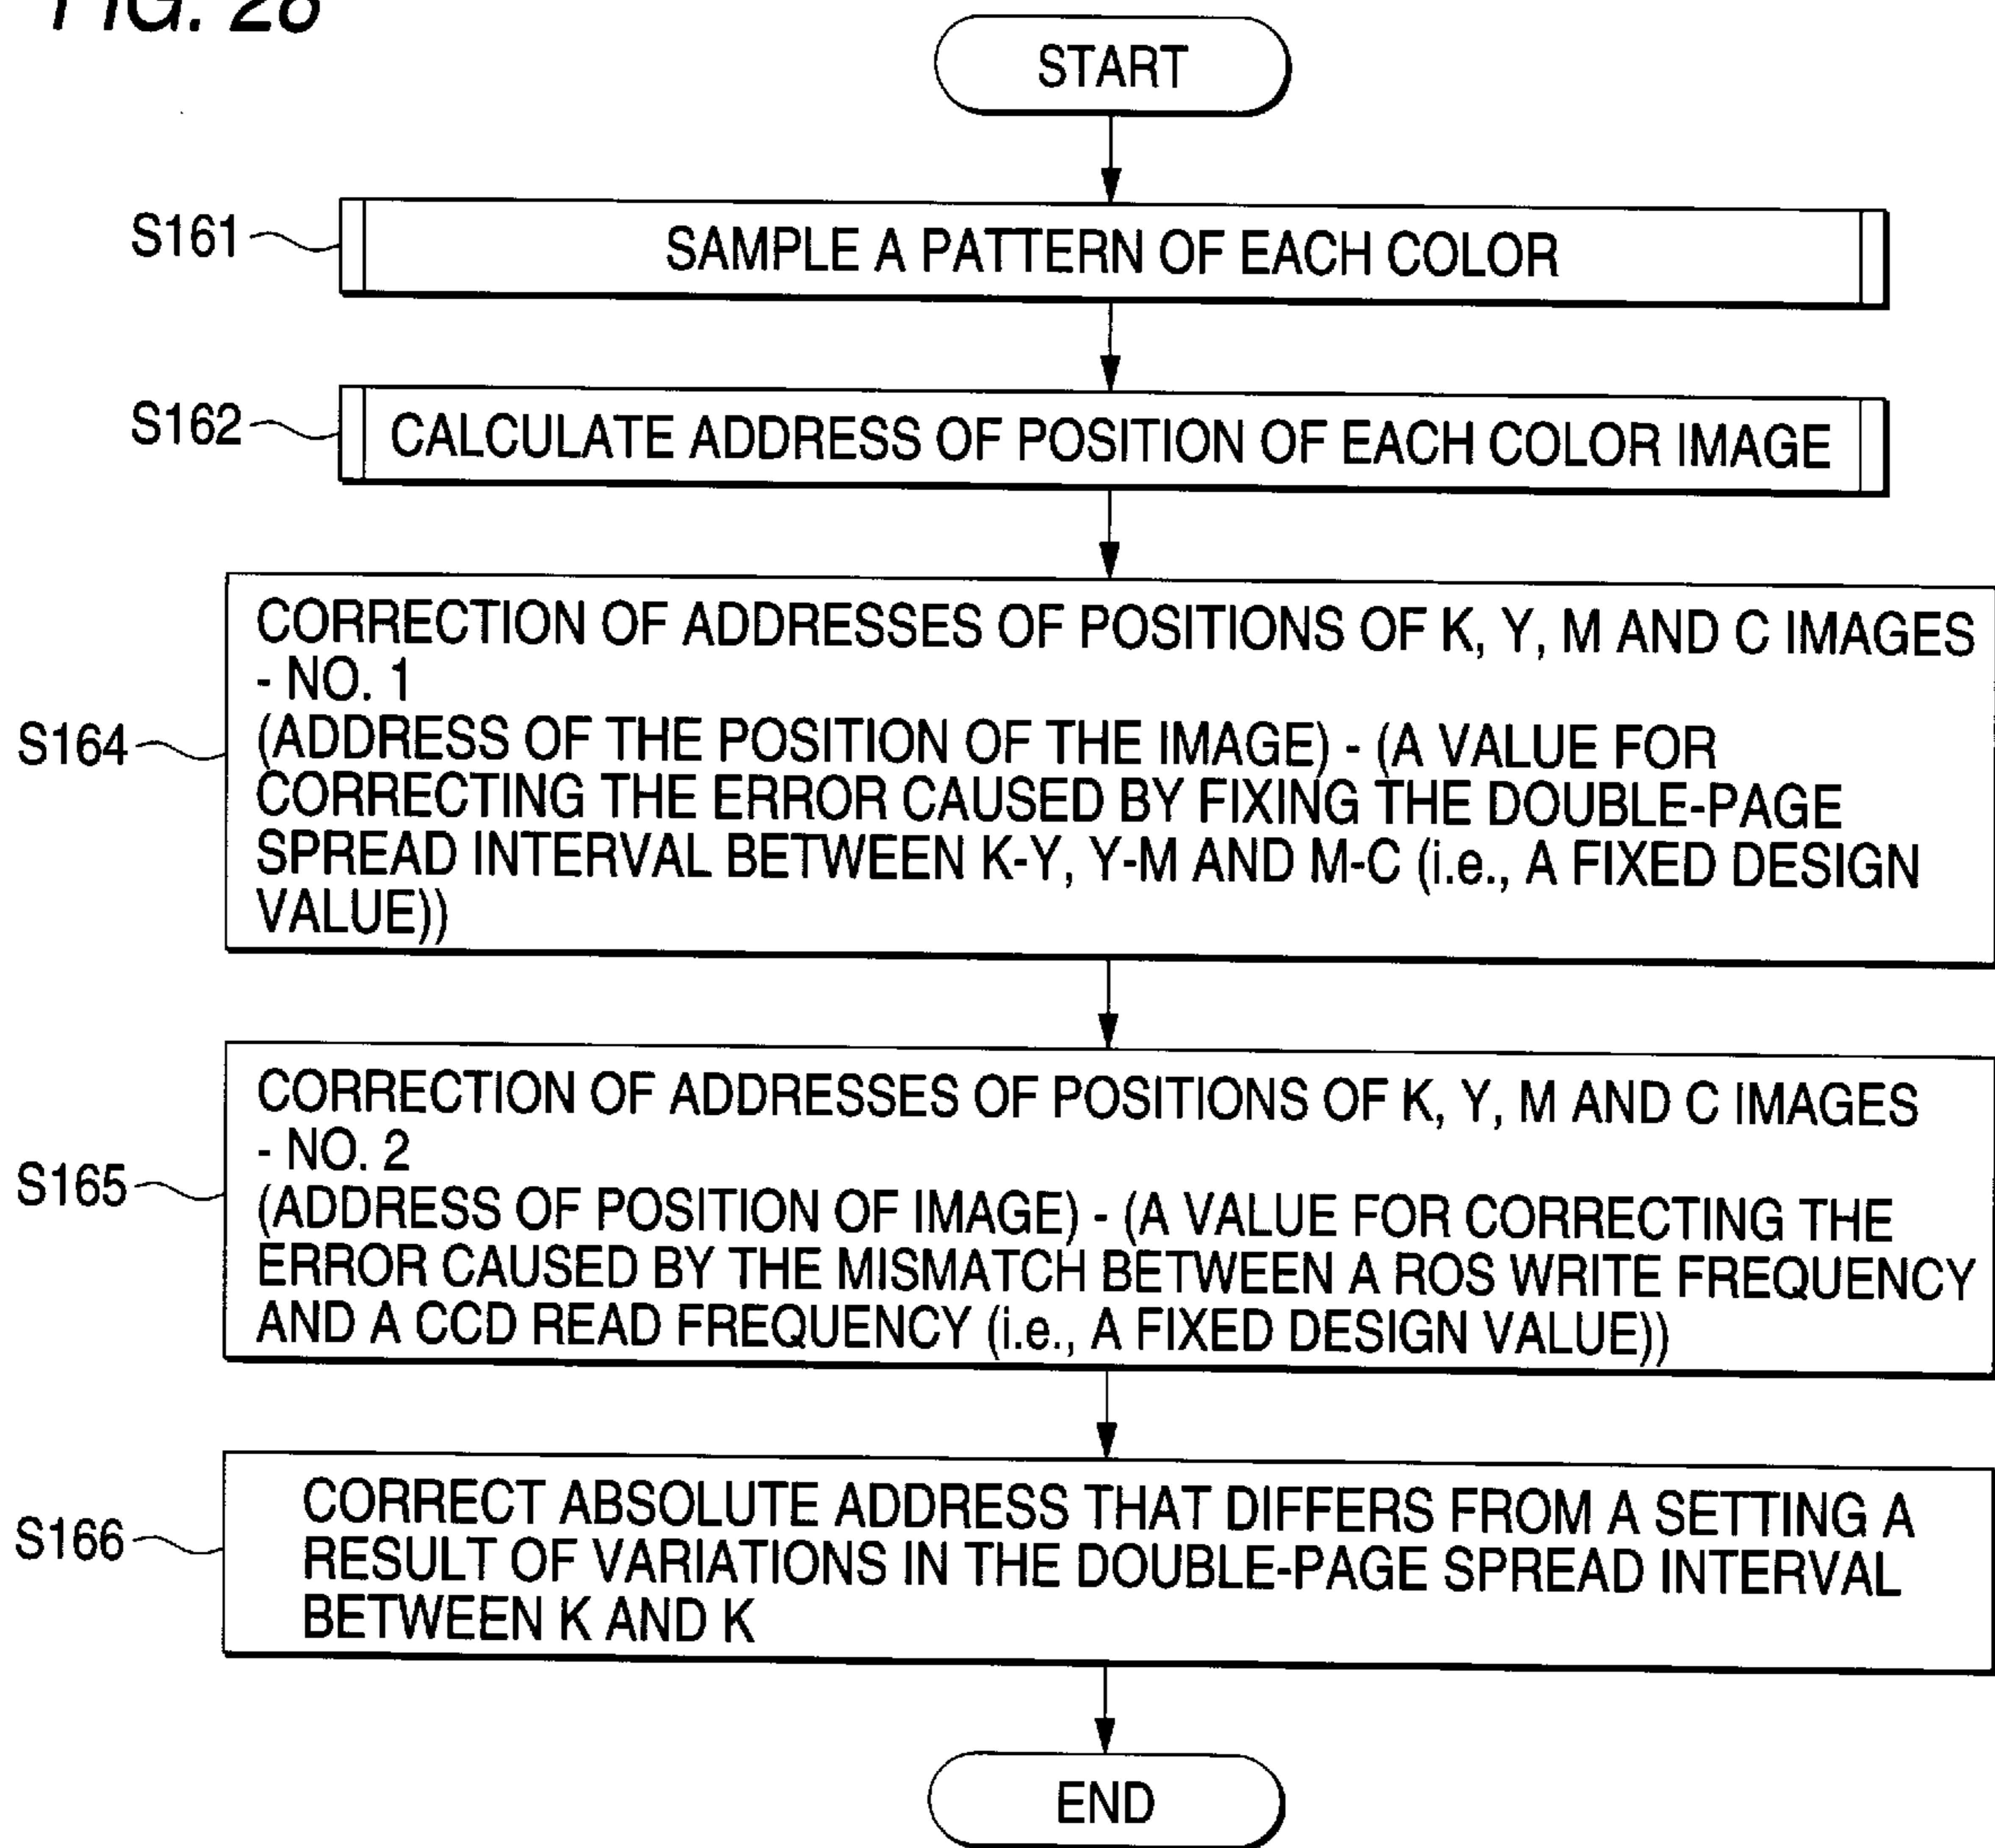 FIG. 28
START
S161
SAMPLE A PATTERN OF EACH COLOR
S162
CALCULATE ADDRESS OF POSITION OF EACH COLOR IMAGE
S164
CORRECTION OF ADDRESSES OF POSITIONS OF K, Y, M AND C IMAGES
- NO. 1
(ADDRESS OF THE POSITION OF THE IMAGE) - (A VALUE FOR
CORRECTING THE ERROR CAUSED BY FIXING THE DOUBLE-PAGE
SPREAD INTERVAL BETWEEN K-Y, Y-M AND M-C (i.e., A FIXED DESIGN
VALUE))
S165
CORRECTION OF ADDRESSES OF POSITIONS OF K, Y, M AND C IMAGES
- NO. 2
(ADDRESS OF POSITION OF IMAGE) - (A VALUE FOR CORRECTING THE
ERROR CAUSED BY THE MISMATCH BETWEEN A ROS WRITE FREQUENCY
AND A CCD READ FREQUENCY (i.e., A FIXED DESIGN VALUE))
S166
CORRECT ABSOLUTE ADDRESS THAT DIFFERS FROM A SETTING A
RESULT OF VARIATIONS IN THE DOUBLE-PAGE SPREAD INTERVAL
BETWEEN K AND K
END